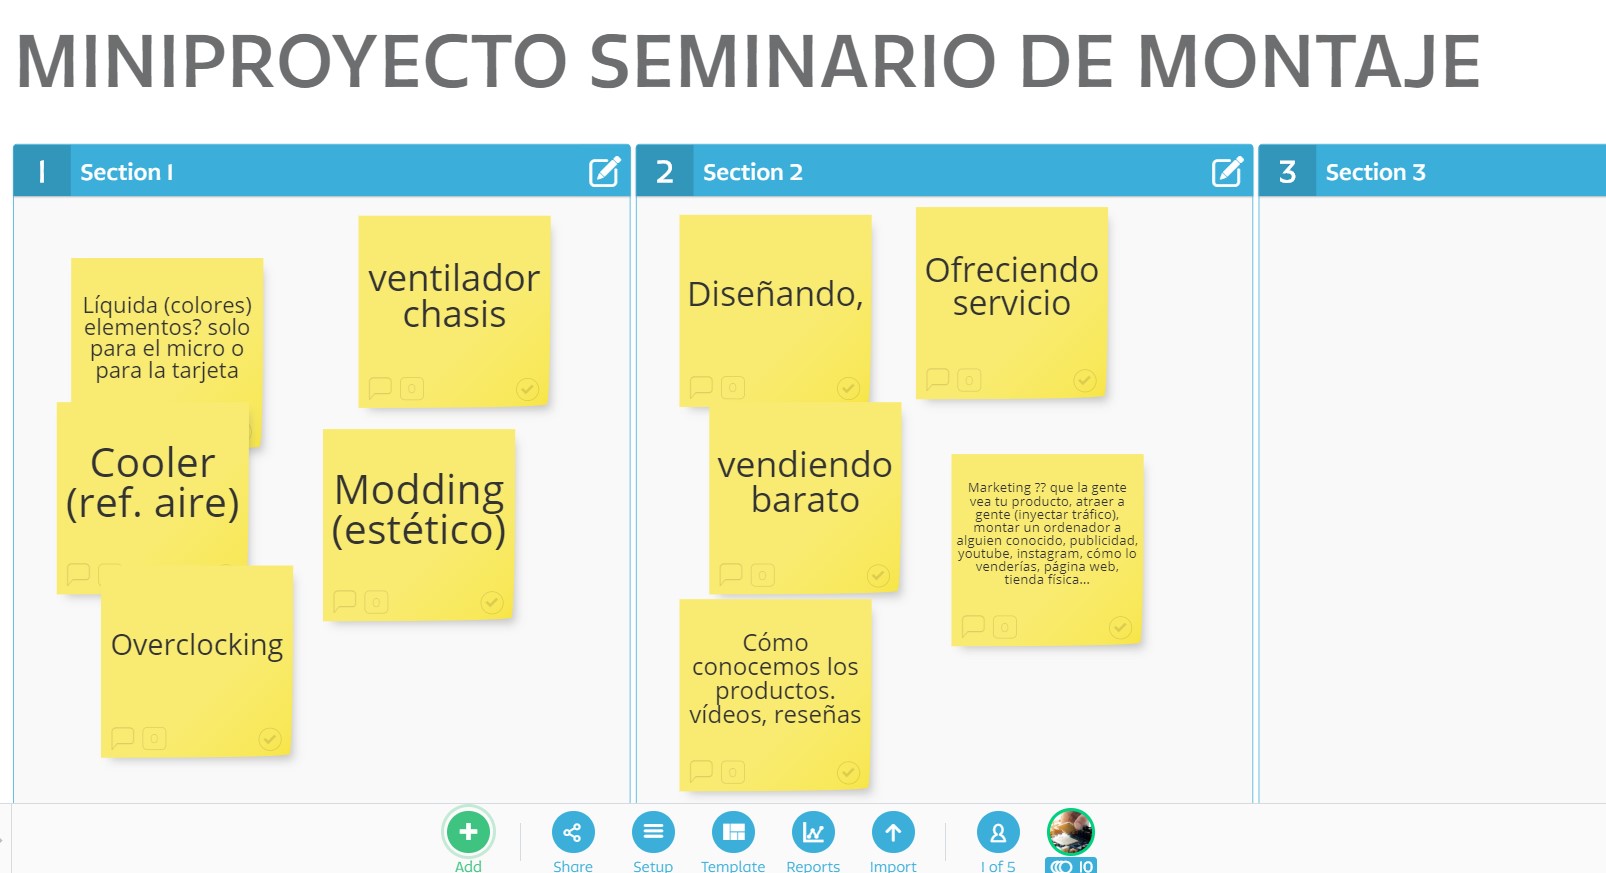 MINIPROYECTO SEMINARIO DE MONTAJE
1
Section 1
2
Section 2
3
Section 3
Líquida (colores)
elementos? solo
para el micro o
para la tarjeta
ventilador
chasis
0
Cooler
(ref. aire)
Modding
(estético)
0
Overclocking
0
Diseñando,
0
Ofreciendo
servicio
0
vendiendo
barato
0
Marketing ?? que la gente
vea tu producto, atraer a
gente (inyectar tráfico),
montar un ordenador a
alguien conocido, publicidad,
youtube, instagram, cómo lo
venderías, página web,
tienda física...
0
Cómo
conocemos los
productos.
vídeos, reseñas
0
Add
Share
Setup
Template
Reports
Import
1 of 5
10